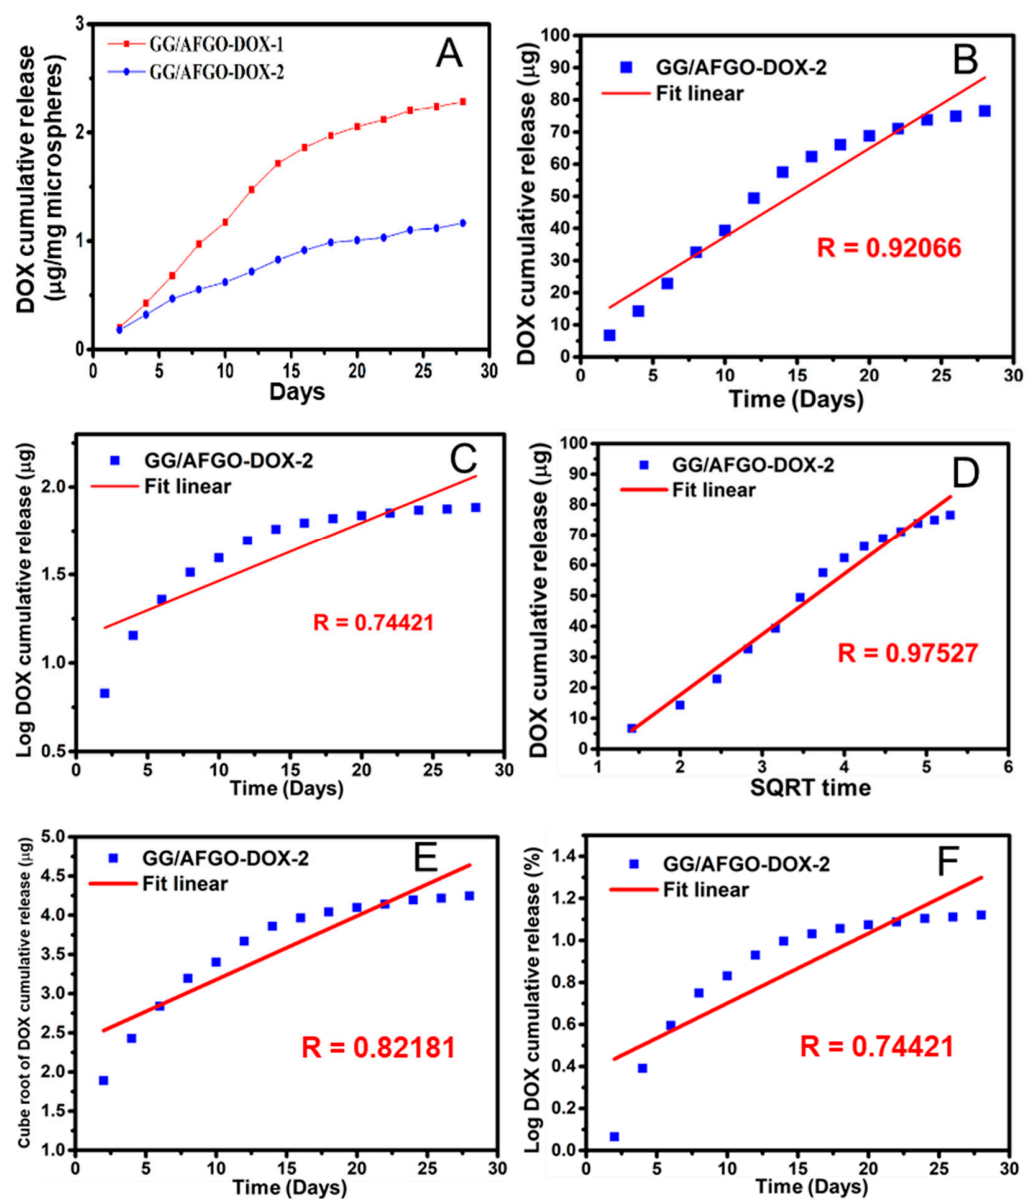 A
GG/AFGO-DOX-1
GG/AFGO-DOX-2
DOX cumulative release
(µg/mg microspheres)
3
2
1
0
0 5 10 15 20 25 30
Days
B
GG/AFGO-DOX-2
Fit linear
R = 0.92066
DOX cumulative release (µg)
100
90
80
70
60
50
40
30
20
10
0
0 5 10 15 20 25 30
Time (Days)
C
GG/AFGO-DOX-2
Fit linear
R = 0.74421
Log DOX cumulative release (µg)
2.0
1.5
1.0
0.5
0 5 10 15 20 25 30
Time (Days)
D
GG/AFGO-DOX-2
Fit linear
R = 0.97527
DOX cumulative release (µg)
100
90
80
70
60
50
40
30
20
10
0
1 2 3 4 5 6
SQRT time
E
GG/AFGO-DOX-2
Fit linear
R = 0.82181
Cube root of DOX cumulative release (µg)
5.0
4.5
4.0
3.5
3.0
2.5
2.0
1.5
1.0
0 5 10 15 20 25 30
Time (Days)
F
GG/AFGO-DOX-2
Fit linear
R = 0.74421
Log DOX cumulative release (%)
1.4
1.2
1.0
0.8
0.6
0.4
0.2
0.0
0 5 10 15 20 25 30
Time (Days)